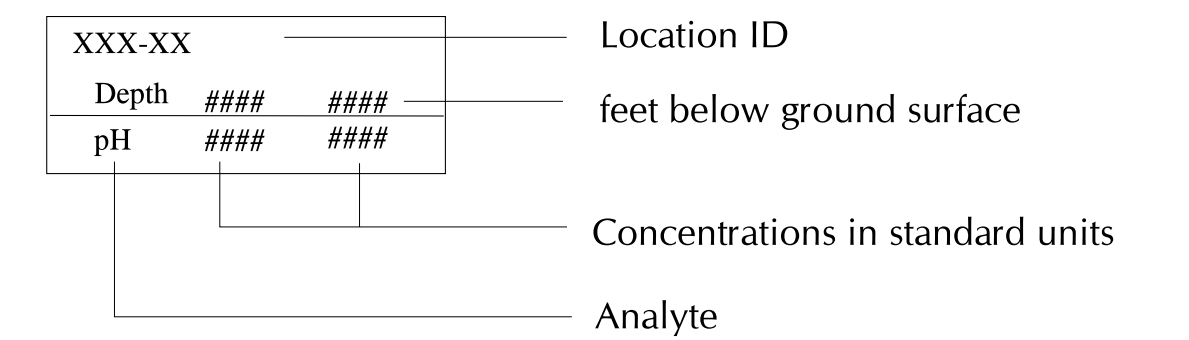 XXX-XX Location ID
Depth #### #### feet below ground surface
pH #### ####
Concentrations in standard units
Analyte